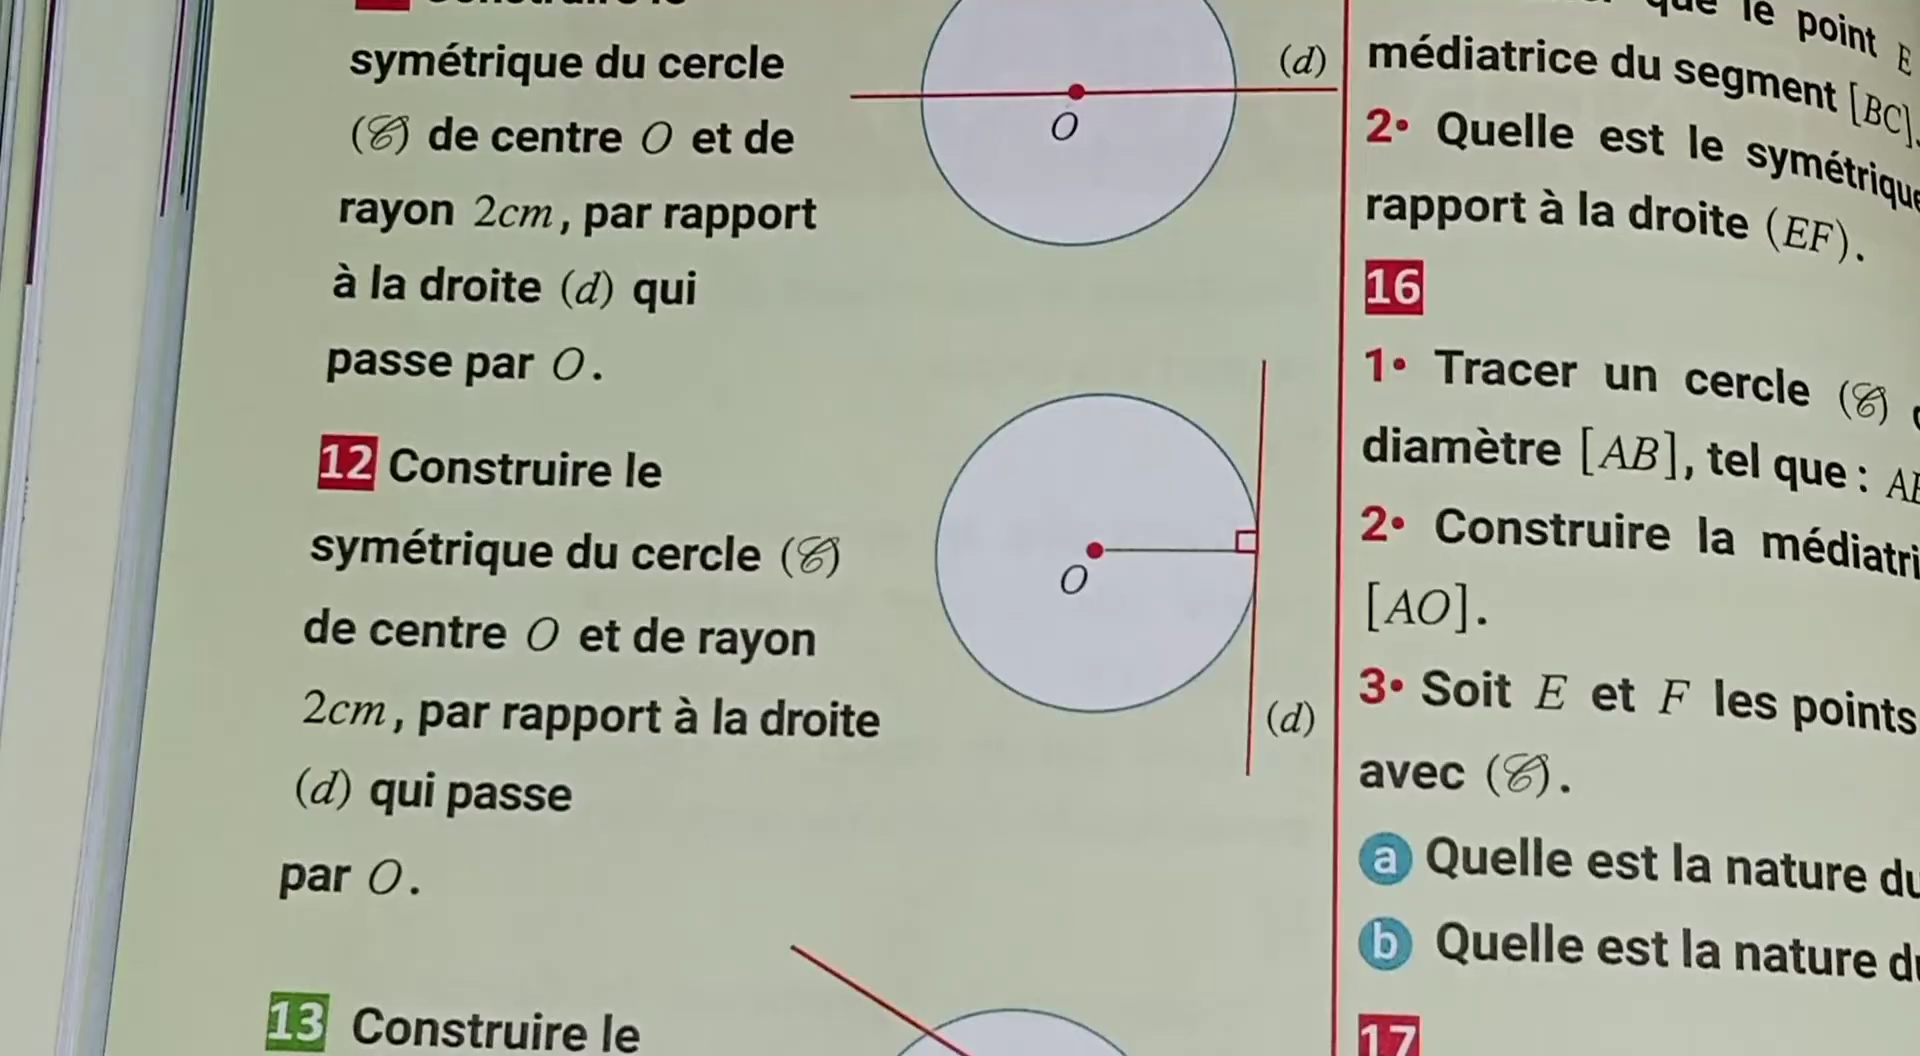 symétrique du cercle
(𝒞) de centre O et de
rayon 2cm, par rapport
à la droite (d) qui
passe par O.
(d)
O
12 Construire le
symétrique du cercle (𝒞)
de centre O et de rayon
2cm, par rapport à la droite
(d) qui passe
par O.
O
(d)
13 Construire le
le point E
médiatrice du segment [BC].
2• Quelle est le symétrique
rapport à la droite (EF).
16
1• Tracer un cercle (𝒞)
diamètre [AB], tel que :
2• Construire la
[AO].
3• Soit E et F les points
avec (𝒞).
a Quelle est la nature
b Quelle est la nature
17